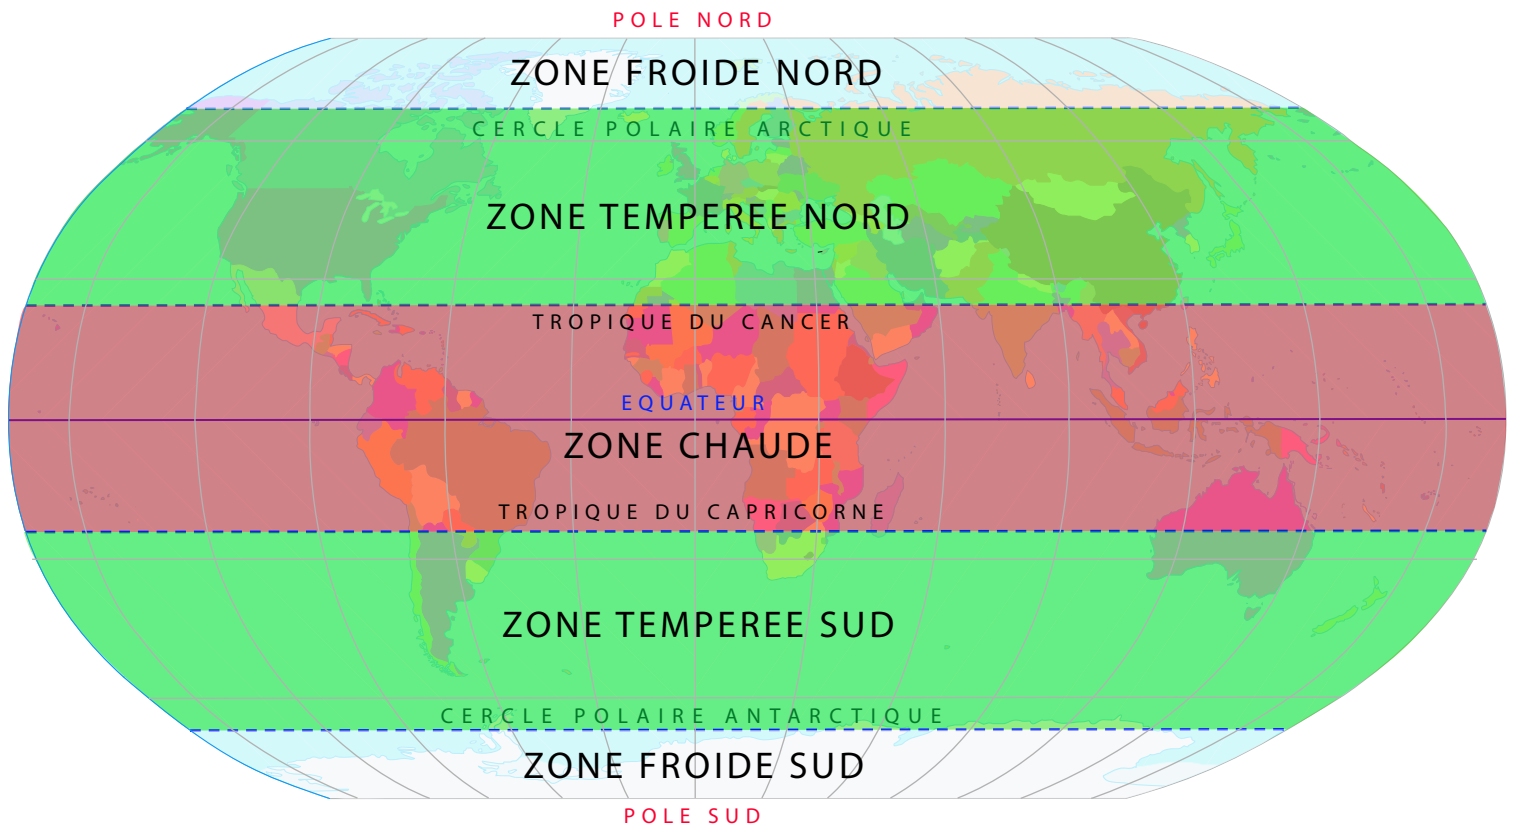 POLE NORD
ZONE FROIDE NORD
CERCLE POLAIRE ARCTIQUE
ZONE TEMPEREE NORD
TROPIQUE DU CANCER
EQUATEUR
ZONE CHAUDE
TROPIQUE DU CAPRICORNE
ZONE TEMPEREE SUD
CERCLE POLAIRE ANTARCTIQUE
ZONE FROIDE SUD
POLE SUD